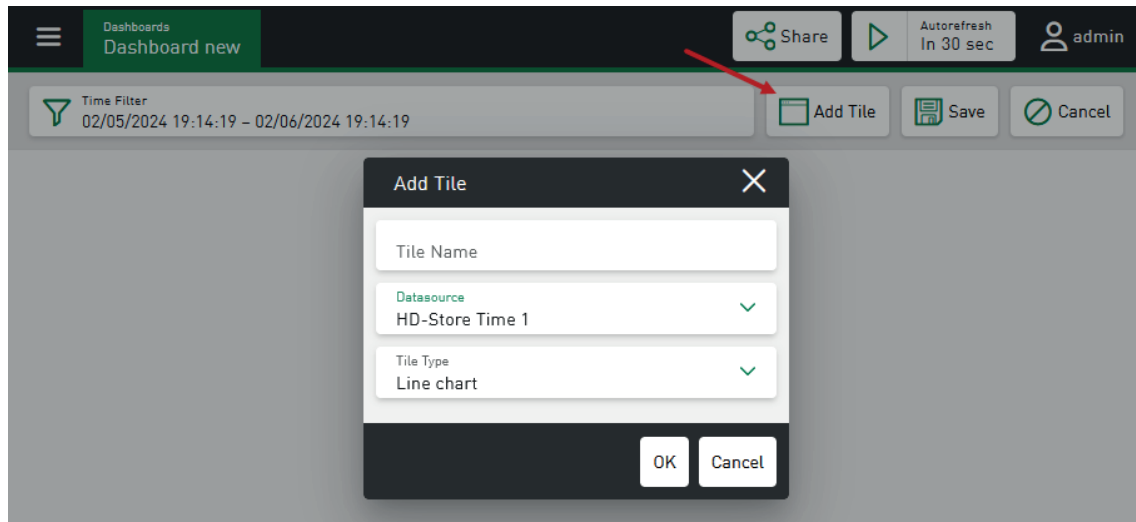 Dashboards
Dashboard new
Share
Autorefresh
In 30 sec
admin
Time Filter
02/05/2024 19:14:19 – 02/06/2024 19:14:19
Add Tile
Save
Cancel
Add Tile
Tile Name
Datasource
HD-Store Time 1
Tile Type
Line chart
OK
Cancel